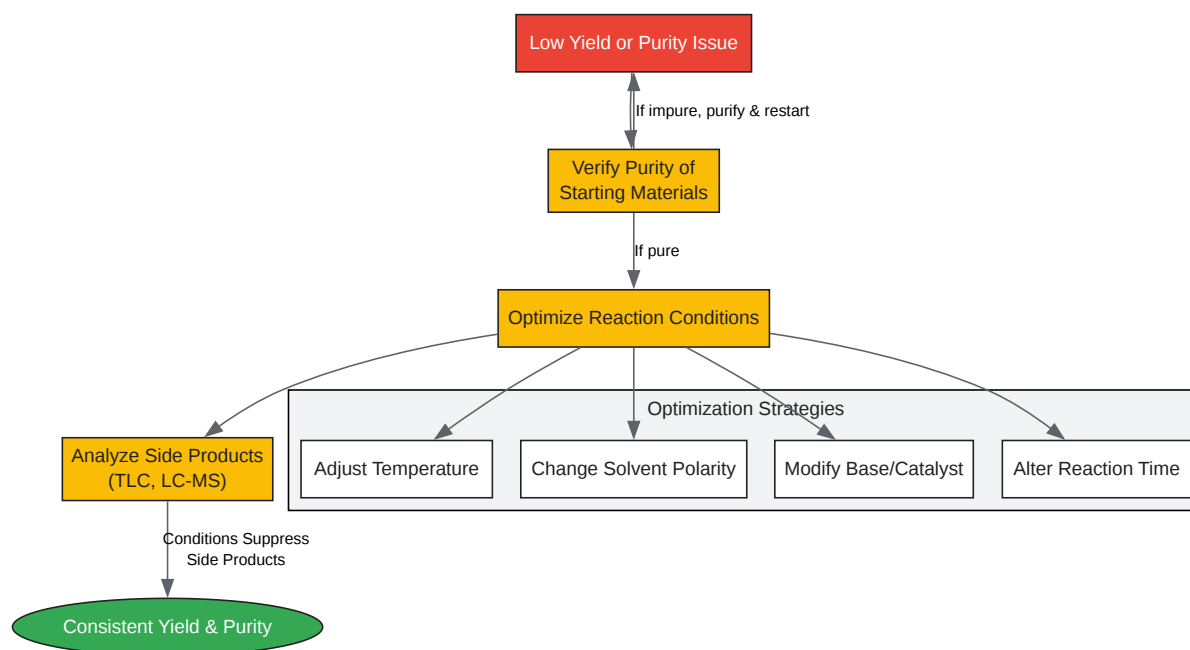 Low Yield or Purity Issue
If impure, purify & restart
Verify Purity of
Starting Materials
If pure
Optimize Reaction Conditions
Optimization Strategies
Analyze Side Products
(TLC, LC-MS)
Adjust Temperature
Change Solvent Polarity
Modify Base/Catalyst
Alter Reaction Time
Conditions Suppress
Side Products
Consistent Yield & Purity